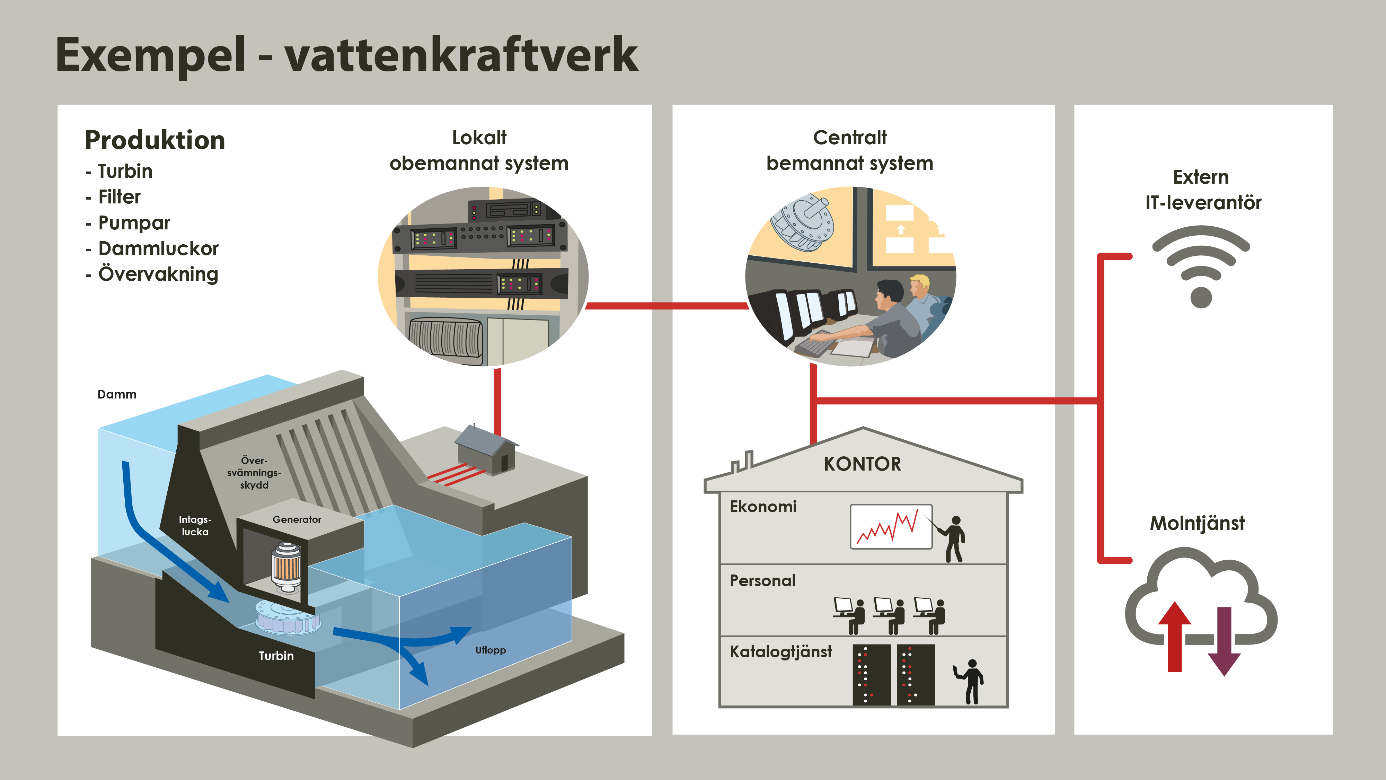 Exempel - vattenkraftverk
Produktion
- Turbin
- Filter
- Pumpar
- Dammluckor
- Övervakning
Lokalt
obemannat system
Damm
Över-
svämnings-
skydd
Intags-
lucka
Generator
Turbin
Utlopp
Centralt
bemannat system
KONTOR
Ekonomi
Personal
Katalogtjänst
Extern
IT-leverantör
Molntjänst